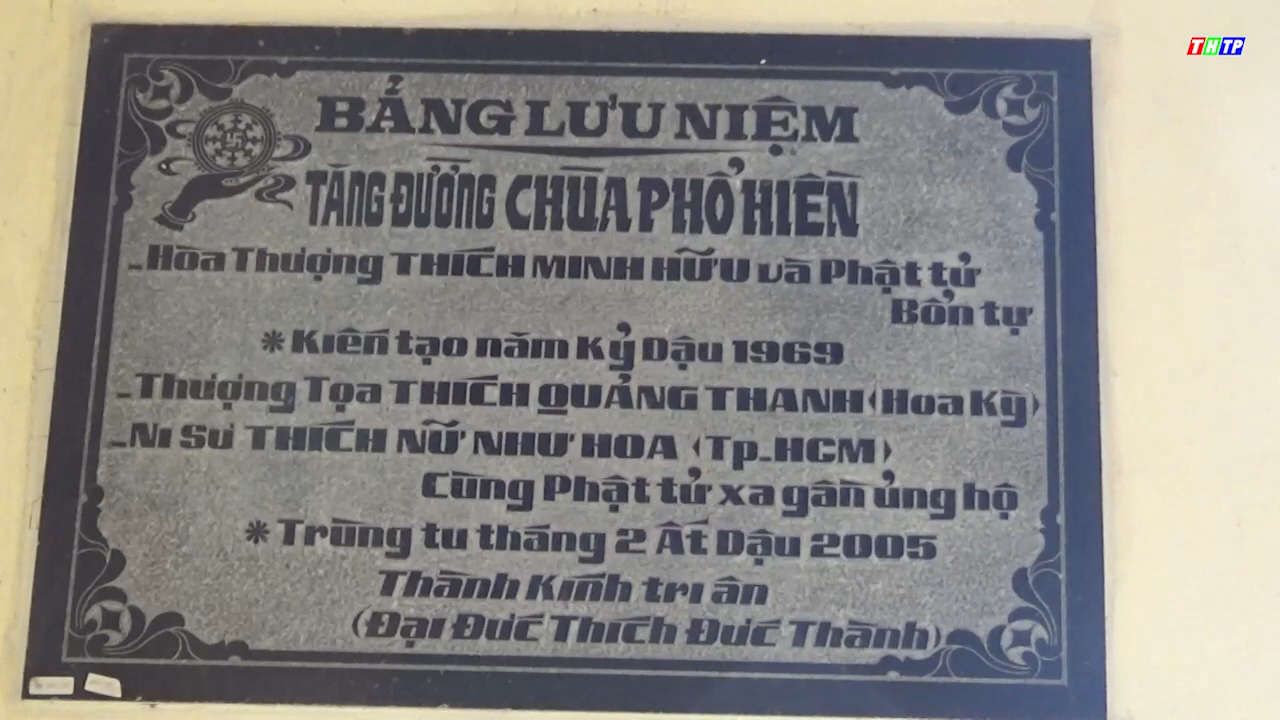 THTP
BẢNG LƯU NIỆM
TĂNG ĐƯỜNG CHÙA PHỔ HIỀN
-Hòa Thượng THÍCH MINH HỮU và Phật tử
Bổn tự
* Kiến tạo năm Kỷ Dậu 1969
-Thượng Tọa THÍCH QUẢNG THANH (Hoa Kỳ)
-Ni Sư THÍCH NỮ NHƯ HOA (Tp-HCM)
Cùng Phật tử xa gần ủng hộ
* Trùng tu tháng 2 Ất Dậu 2005
Thành Kính tri ân
(Đại Đức Thích Đức Thành)